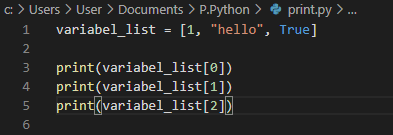 c: > Users > User > Documents > P.Python > print.py > ...
1 variabel_list = [1, "hello", True]
2
3 print(variabel_list[0])
4 print(variabel_list[1])
5 print(variabel_list[2])